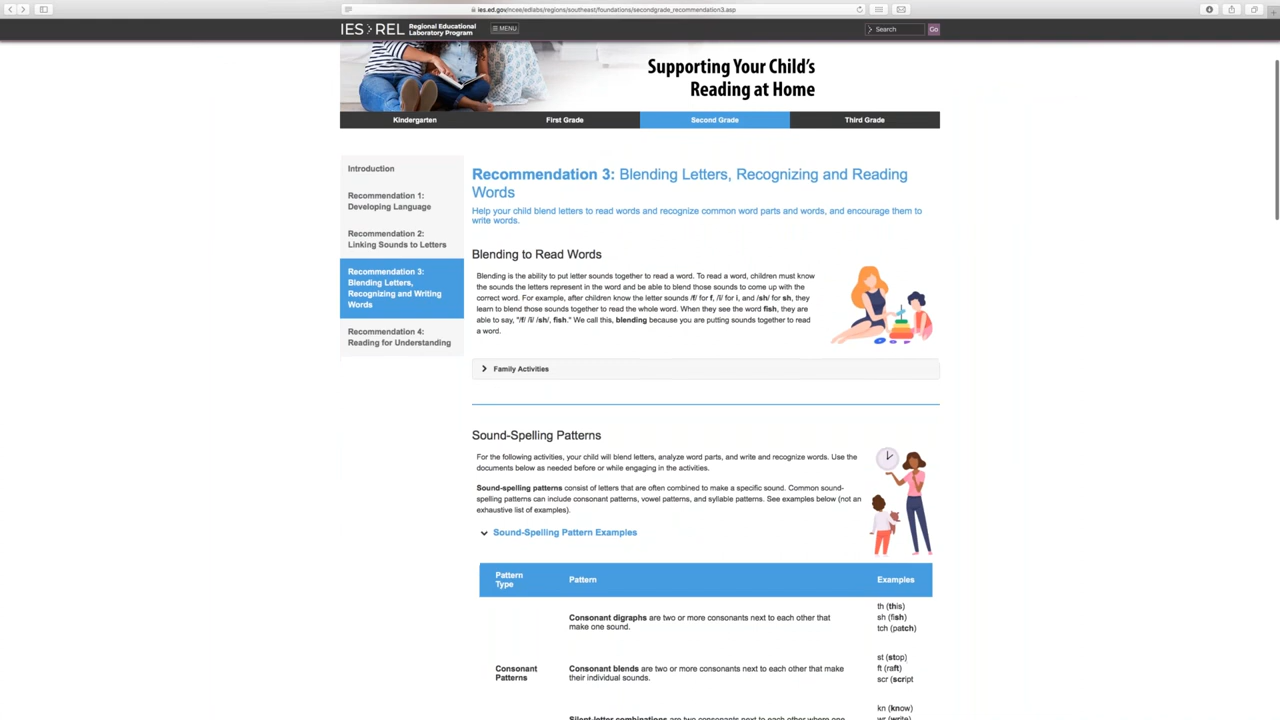 ies.ed.gov/ncee/edlabs/regions/southeast/foundations/secondgrade_recommendation3.asp
IES REL Regional Educational
Laboratory Program
MENU
Search
Go
Supporting Your Child's
Reading at Home
Kindergarten
First Grade
Second Grade
Third Grade
Introduction
Recommendation 1:
Developing Language
Recommendation 2:
Linking Sounds to Letters
Recommendation 3:
Blending Letters,
Recognizing and Writing
Words
Recommendation 4:
Reading for Understanding
Recommendation 3: Blending Letters, Recognizing and Reading
Words
Help your child blend letters to read words and recognize common word parts and words, and encourage them to
write words.
Blending to Read Words
Blending is the ability to put letter sounds together to read a word. To read a word, children must know
the sounds the letters represent in the word and be able to blend those sounds to come up with the
correct word. For example, after children know the letter sounds /f/ for f, /ĭ/ for i, and /sh/ for sh, they
learn to blend those sounds together to read the whole word. When they see the word fish, they are
able to say, "/f/ /ĭ/ /sh/, fish." We call this, blending because you are putting sounds together to read
a word.
Family Activities
Sound-Spelling Patterns
For the following activities, your child will blend letters, analyze word parts, and write and recognize words. Use the
documents below as needed before or while engaging in the activities.
Sound-spelling patterns consist of letters that are often combined to make a specific sound. Common sound-
spelling patterns can include consonant patterns, vowel patterns, and syllable patterns. See examples below (not an
exhaustive list of examples).
Sound-Spelling Pattern Examples
Pattern
Type
Pattern
Examples
Consonant
Patterns
Consonant digraphs are two or more consonants next to each other that
make one sound.
th (this)
sh (fish)
tch (patch)
Consonant blends are two or more consonants next to each other that make
their individual sounds.
st (stop)
ft (raft)
scr (script
Silent-letter combinations are two consonants next to each other where one
kn (know)
wr (write)